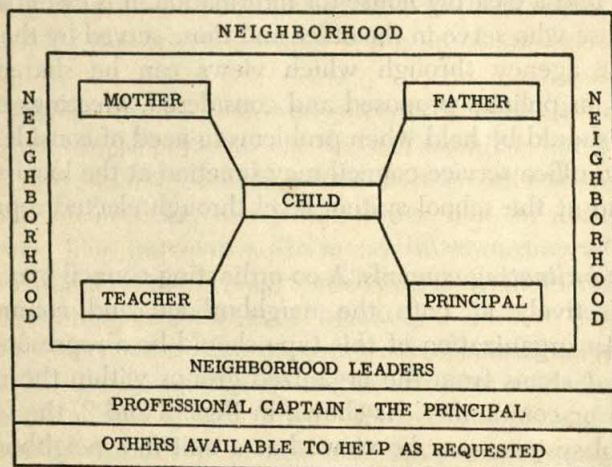 NEIGHBORHOOD
NEIGHBORHOOD
MOTHER
FATHER
CHILD
TEACHER
PRINCIPAL
NEIGHBORHOOD
NEIGHBORHOOD LEADERS
PROFESSIONAL CAPTAIN - THE PRINCIPAL
OTHERS AVAILABLE TO HELP AS REQUESTED